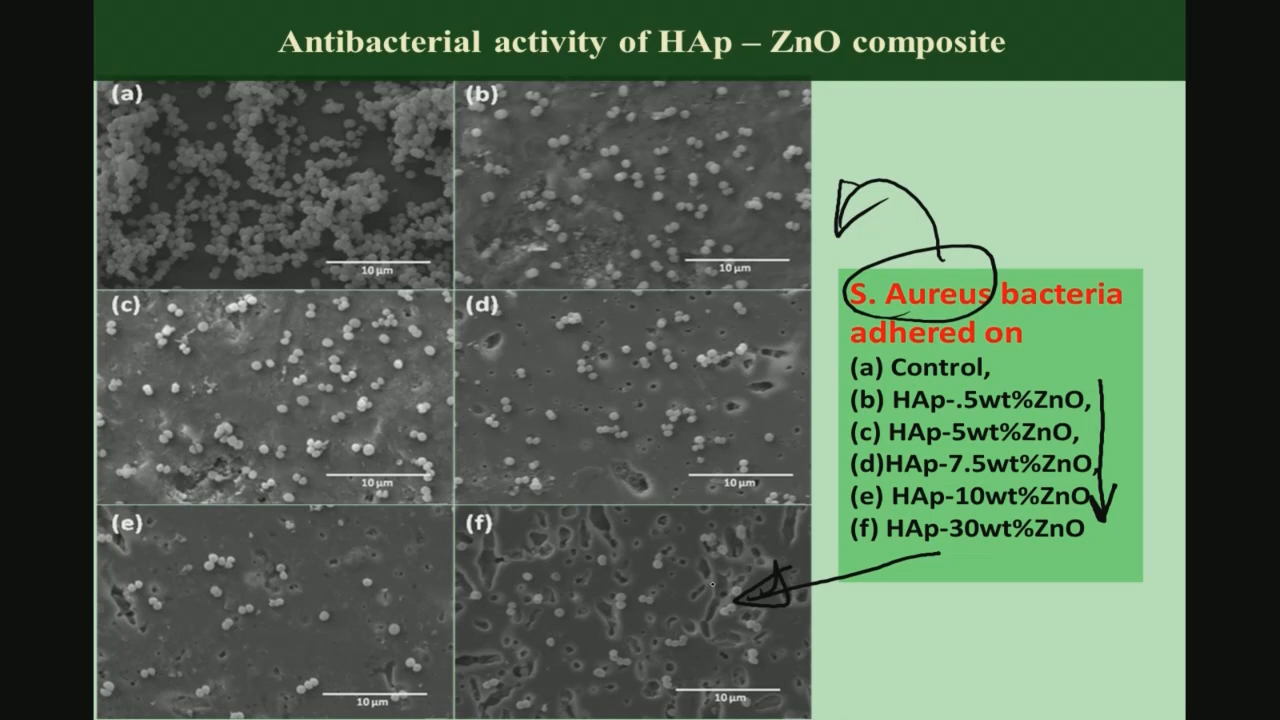 Antibacterial activity of HAp – ZnO composite
(a)
(b)
10 µm
10 µm
(c)
(d)
10 µm
10 µm
(e)
(f)
10 µm
10 µm
S. Aureus bacteria
adhered on
(a) Control,
(b) HAp-.5wt%ZnO,
(c) HAp-5wt%ZnO,
(d)HAp-7.5wt%ZnO,
(e) HAp-10wt%ZnO
(f) HAp-30wt%ZnO